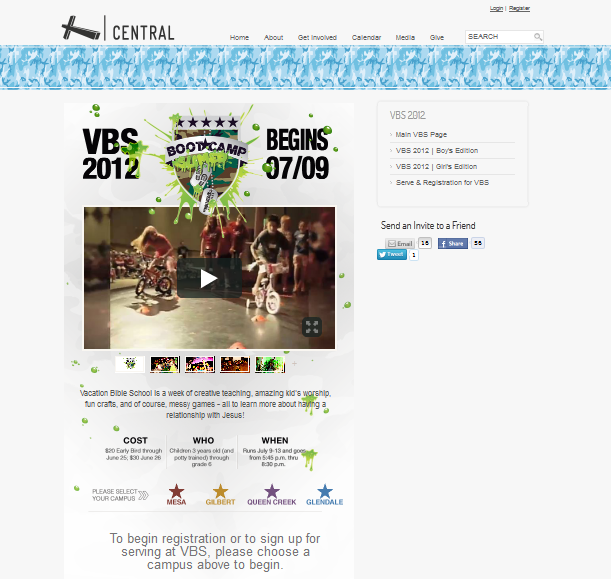 Login | Register
CENTRAL
Home About Get Involved Calendar Media Give
SEARCH
VBS
2012
BOOT CAMP
BEGINS
07/09
VBS 2012
Main VBS Page
VBS 2012 | Boy's Edition
VBS 2012 | Girl's Edition
Serve & Registration for VBS
Send an Invite to a Friend
Email 16 Share 56
Tweet 1
Vacation Bible School is a week of creative teaching, amazing kid's worship,
fun crafts, and of course, messy games - all to learn more about having a
relationship with Jesus!
COST
$20 Early Bird through
June 25; $30 June 26
WHO
Children 3 years old (and
potty trained) through
grade 6
WHEN
Runs July 9-13 and goes
from 5:45 p.m. thru
8:30 p.m.
PLEASE SELECT
YOUR CAMPUS
MESA GILBERT QUEEN CREEK GLENDALE
To begin registration or to sign up for
serving at VBS, please choose a
campus above to begin.